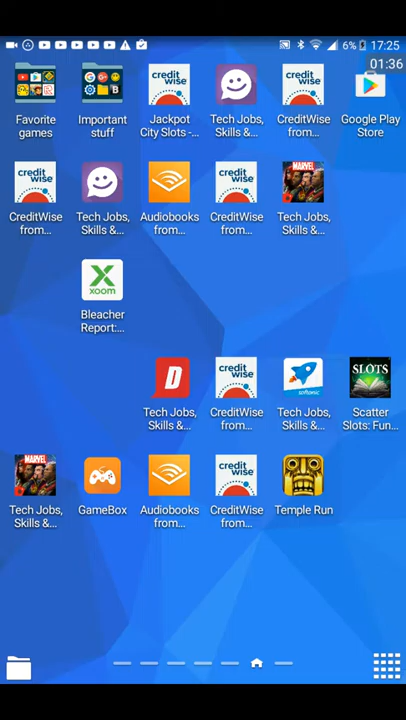 6% 17:25
01:36
credit wise
credit wise
Favorite games
Important stuff
Jackpot City Slots -...
Tech Jobs, Skills &...
CreditWise from...
Google Play Store
credit wise
credit wise
MARVEL
CreditWise from...
Tech Jobs, Skills &...
Audiobooks from...
CreditWise from...
Tech Jobs, Skills &...
X
xoom
Bleacher Report:...
D
credit wise
softonic
SLOTS
Tech Jobs, Skills &...
CreditWise from...
Tech Jobs, Skills &...
Scatter Slots: Fun...
MARVEL
credit wise
Tech Jobs, Skills &...
GameBox
Audiobooks from...
CreditWise from...
Temple Run